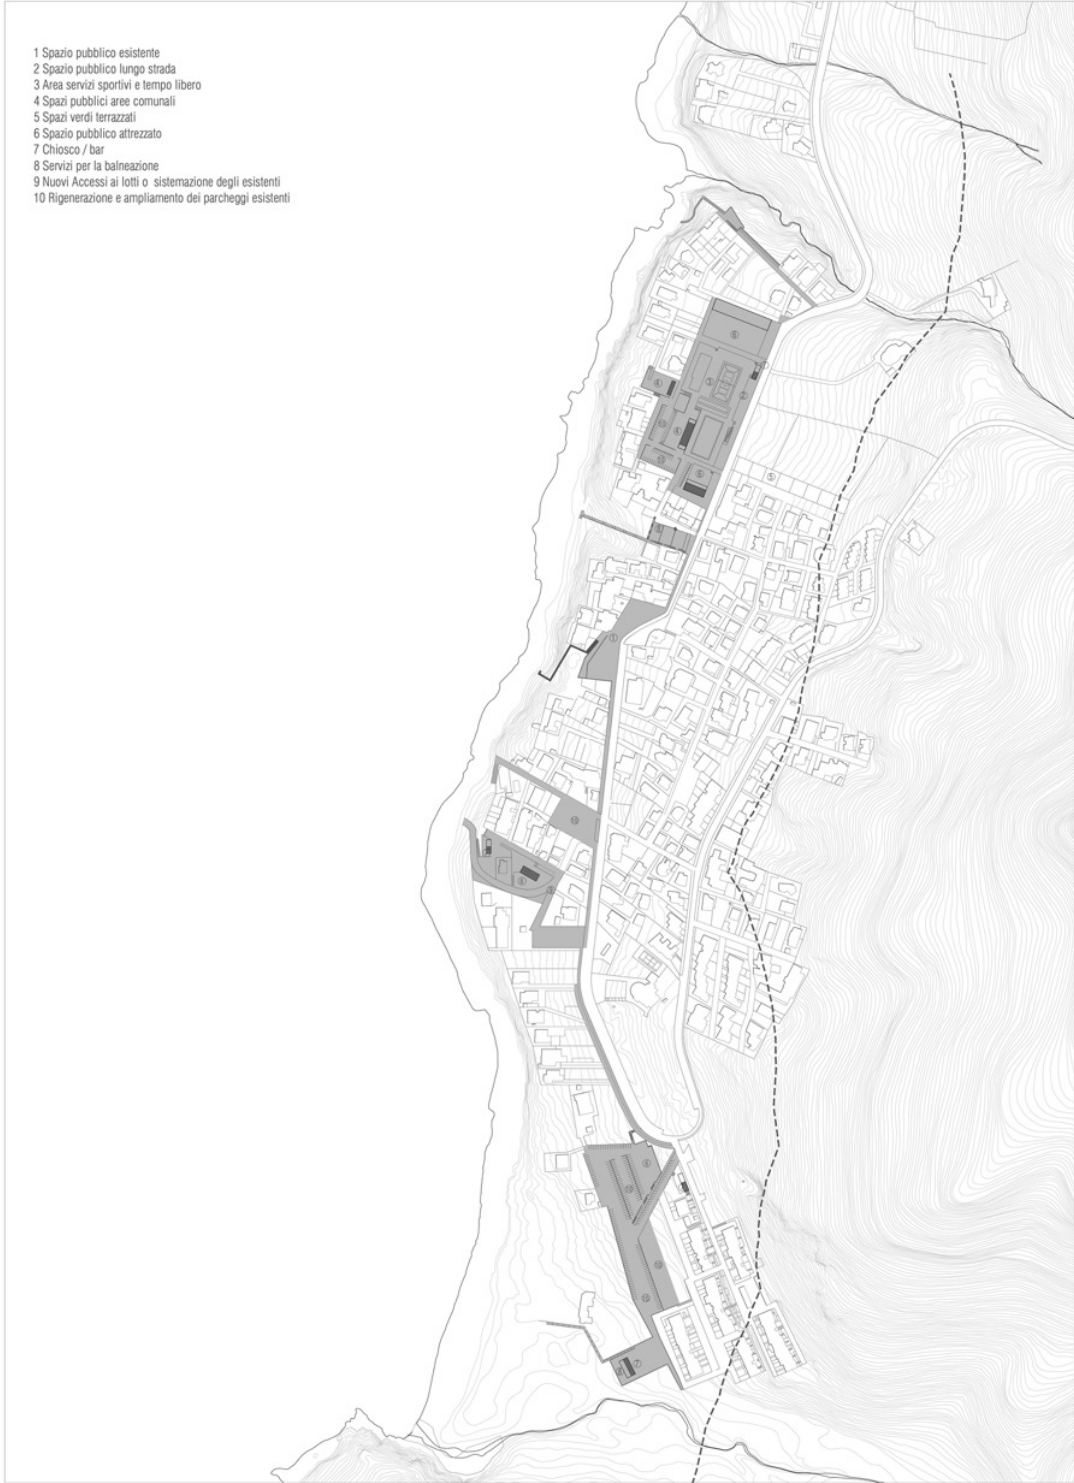 1 Spazio pubblico esistente
2 Spazio pubblico lungo strada
3 Area servizi sportivi e tempo libero
4 Spazi pubblici aree comunali
5 Spazi verdi terrazzati
6 Spazio pubblico attrezzato
7 Chiosco / bar
8 Servizi per la balneazione
9 Nuovi Accessi ai lotti o sistemazione degli esistenti
10 Rigenerazione e ampliamento dei parcheggi esistenti